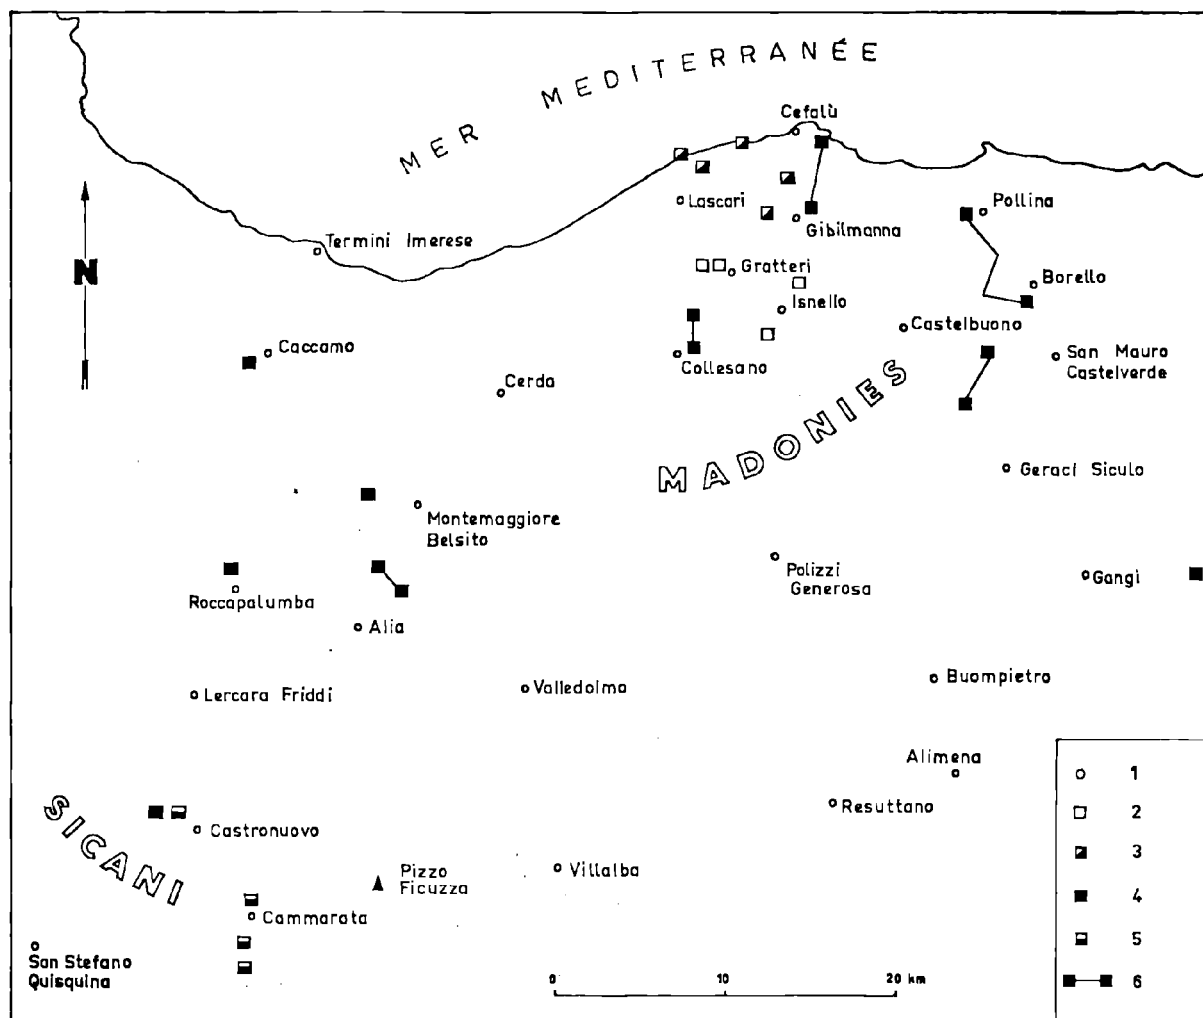 MER MEDITERRANÉE
Cefalù
Lascari
Gibilmanna
Pollina
Termini Imerese
N
Gratteri
Isnello
Borello
Castelbuono
Caccamo
Collesano
San Mauro
Castelverde
Cerda
MADONIES
Geraci Siculo
Montemaggiore
Belsito
Polizzi
Generosa
Gangi
Roccapalumba
Alia
Lercara Friddi
Valledolma
Buompietro
Alimena
Resuttano
SICANI
Castronuovo
Pizzo
Ficuzza
Villalba
Cammarata
San Stefano
Quisquina
0 10 20 km
1
2
3
4
5
6